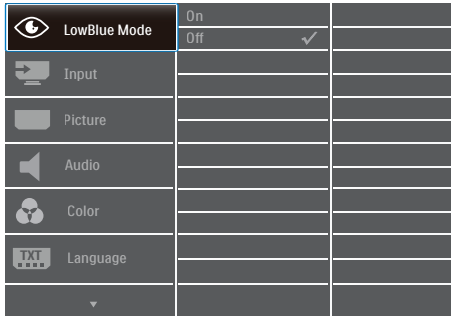 LowBlue Mode
On
Off
Input
Picture
Audio
Color
TXT
Language